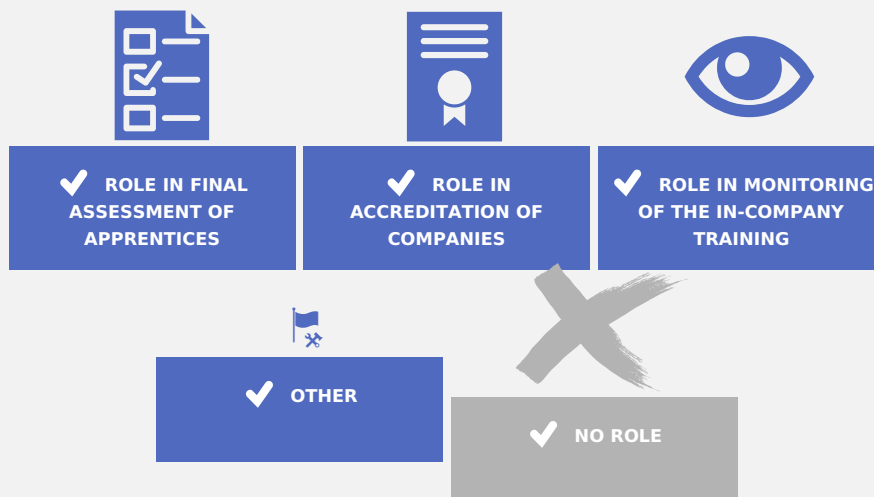 ROLE IN FINAL
ASSESSMENT OF
APPRENTICES
ROLE IN
ACCREDITATION OF
COMPANIES
ROLE IN MONITORING
OF THE IN-COMPANY
TRAINING
OTHER
NO ROLE